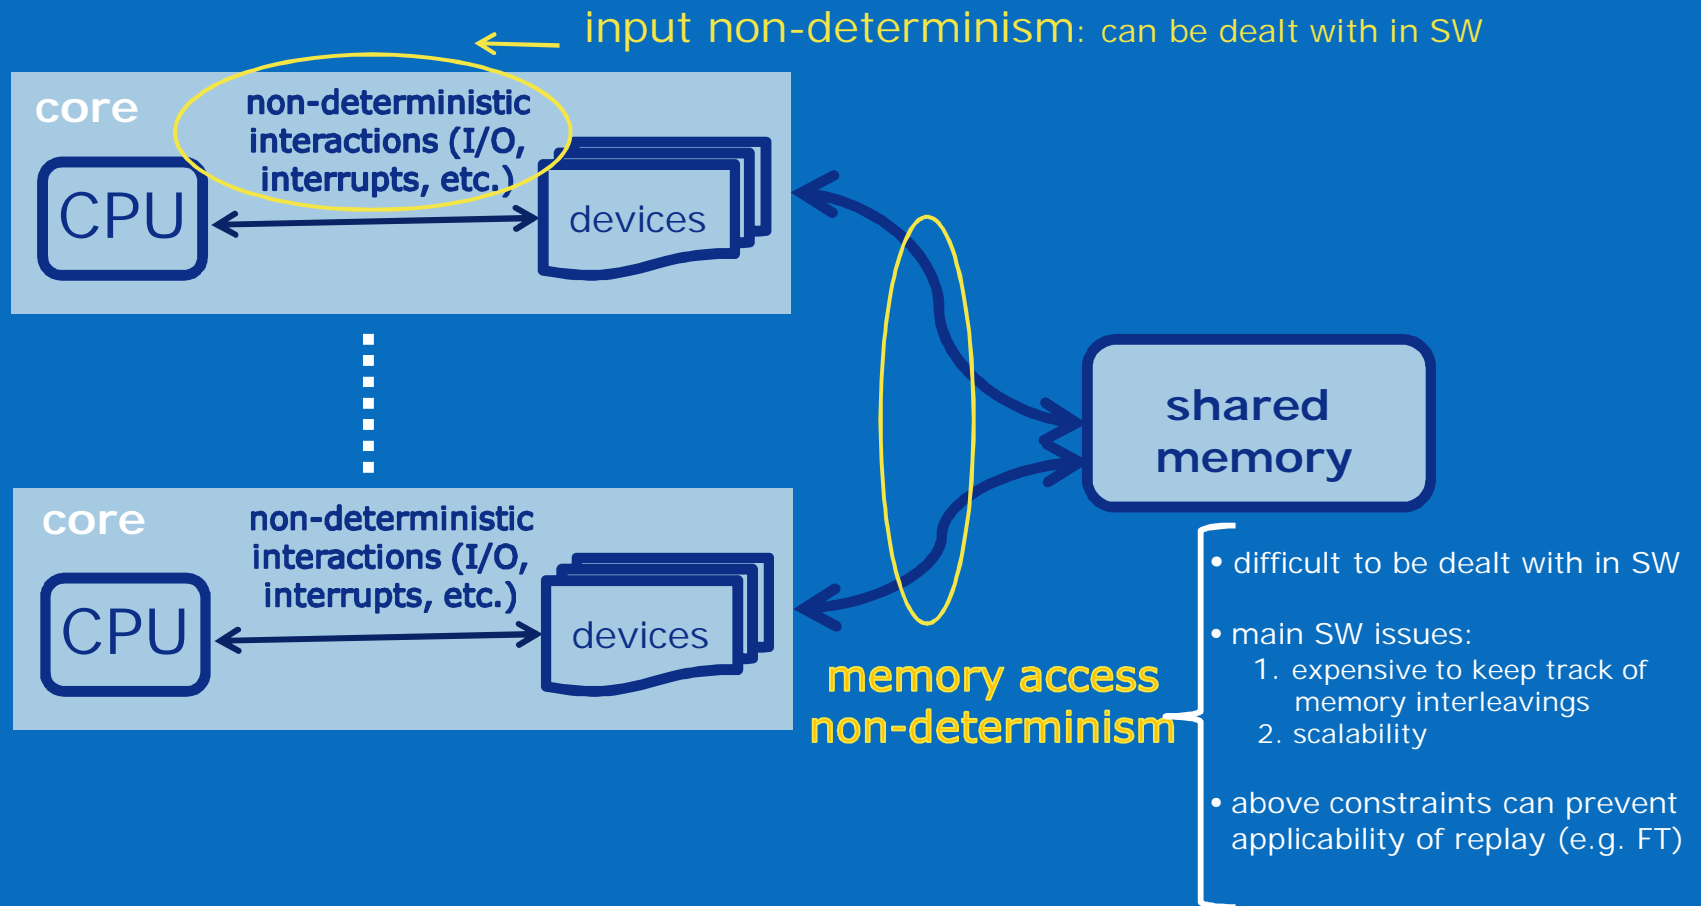 input non-determinism: can be dealt with in SW
core
non-deterministic
interactions (I/O,
interrupts, etc.)
CPU
devices
shared
memory
core
non-deterministic
interactions (I/O,
interrupts, etc.)
CPU
devices
memory access
non-determinism
• difficult to be dealt with in SW
• main SW issues:
1. expensive to keep track of
memory interleavings
2. scalability
• above constraints can prevent
applicability of replay (e.g. FT)